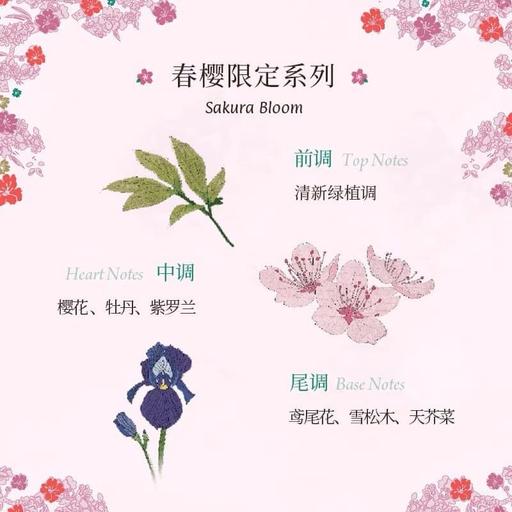 春樱限定系列
Sakura Bloom
前调 Top Notes
清新绿植调
Heart Notes 中调
樱花、牡丹、紫罗兰
尾调 Base Notes
鸢尾花、雪松木、天芥菜